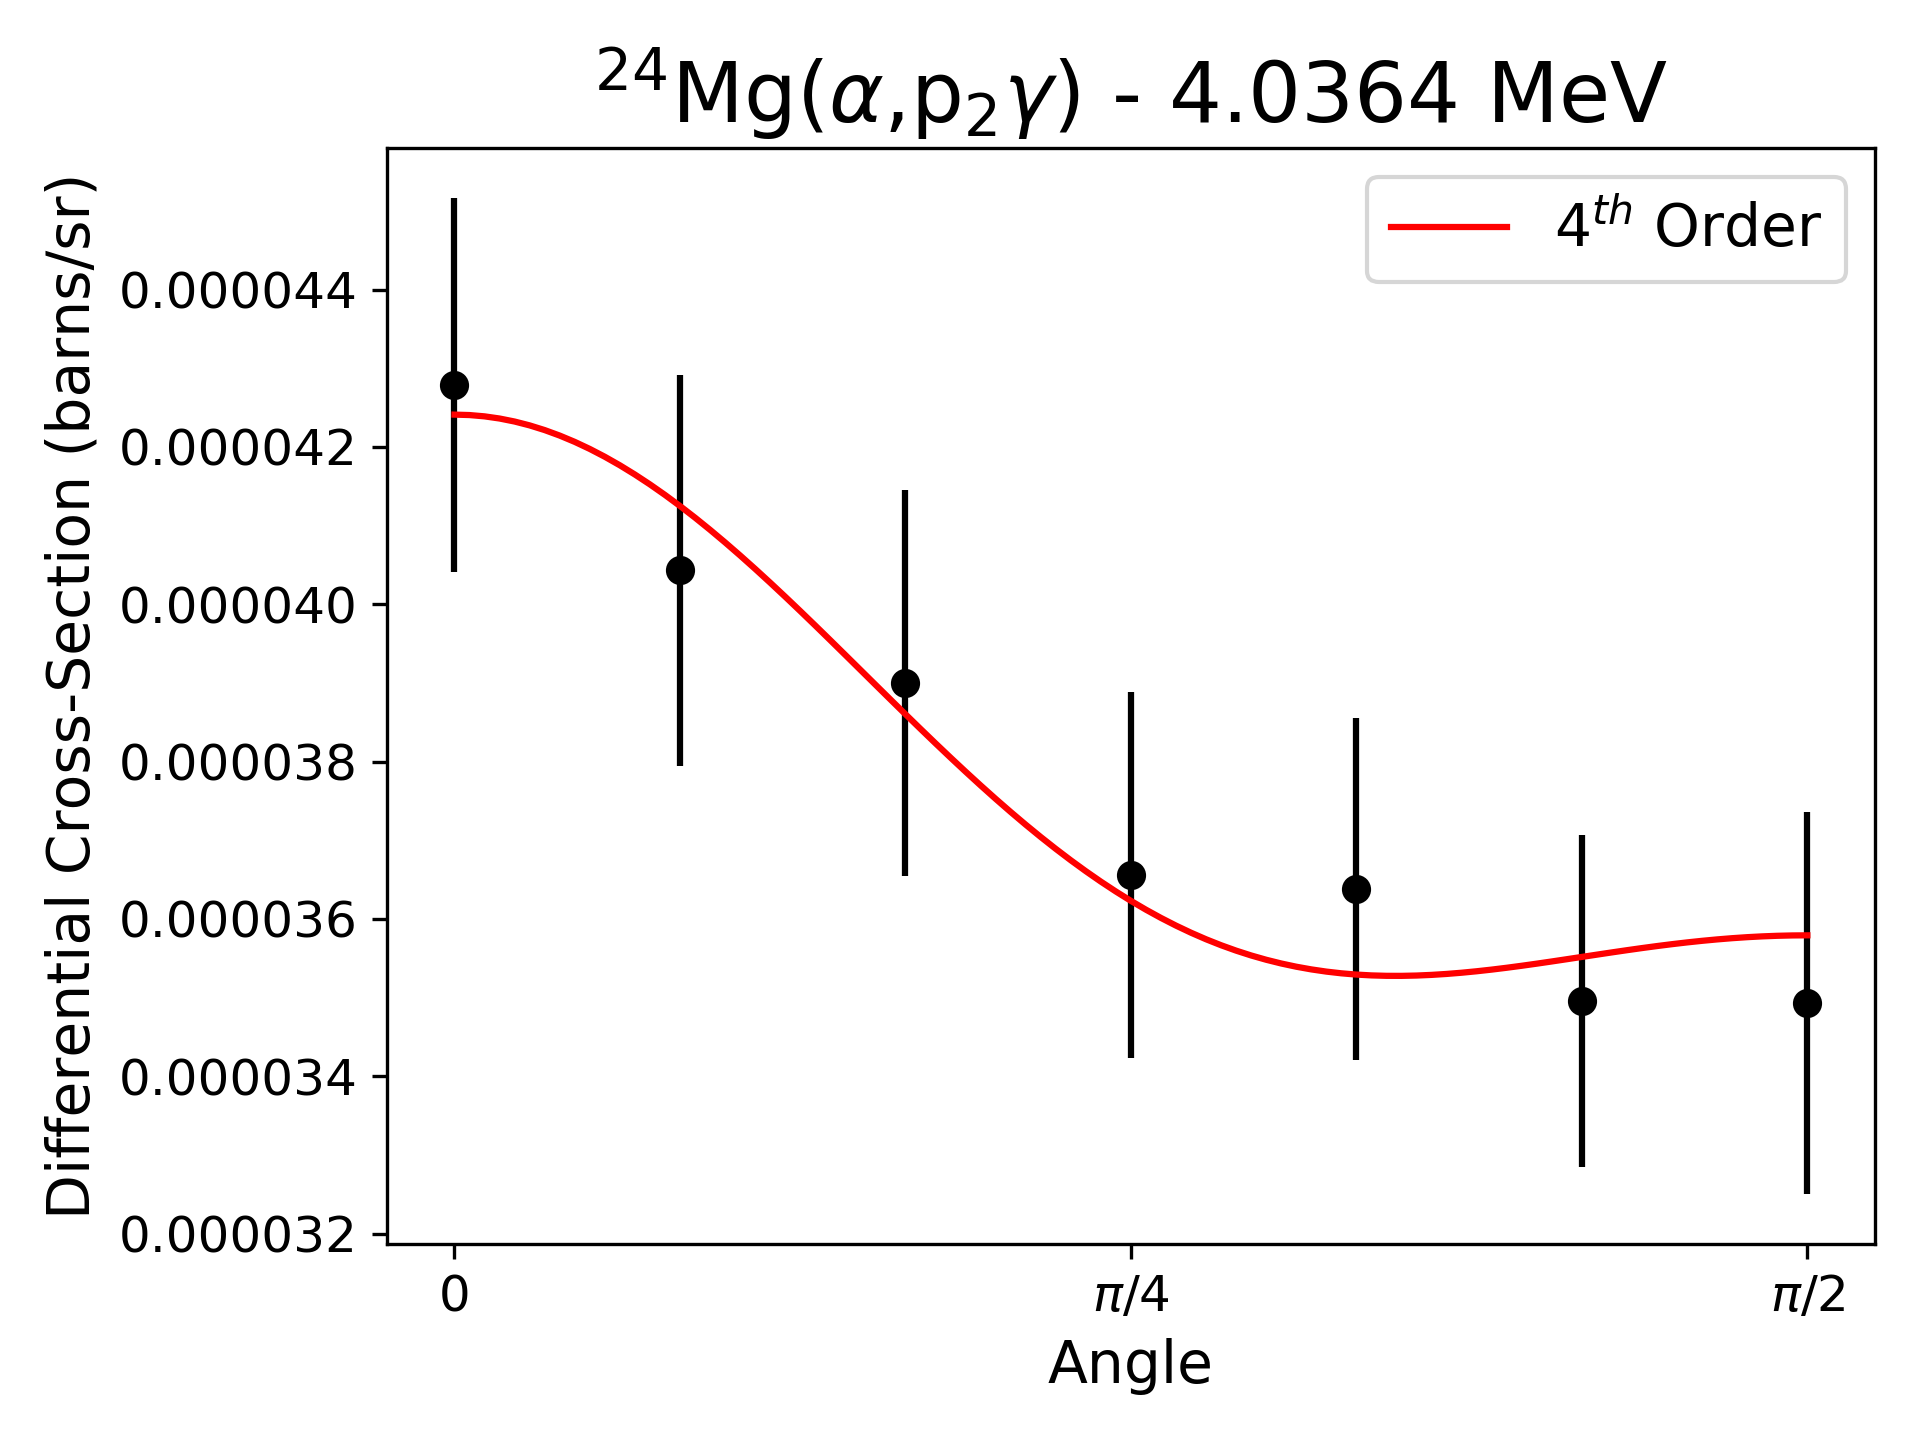 ²⁴Mg(α,p₂γ) - 4.0364 MeV
4ᵗʰ Order
Differential Cross-Section (barns/sr)
0.000044
0.000042
0.000040
0.000038
0.000036
0.000034
0.000032
0
π/4
π/2
Angle